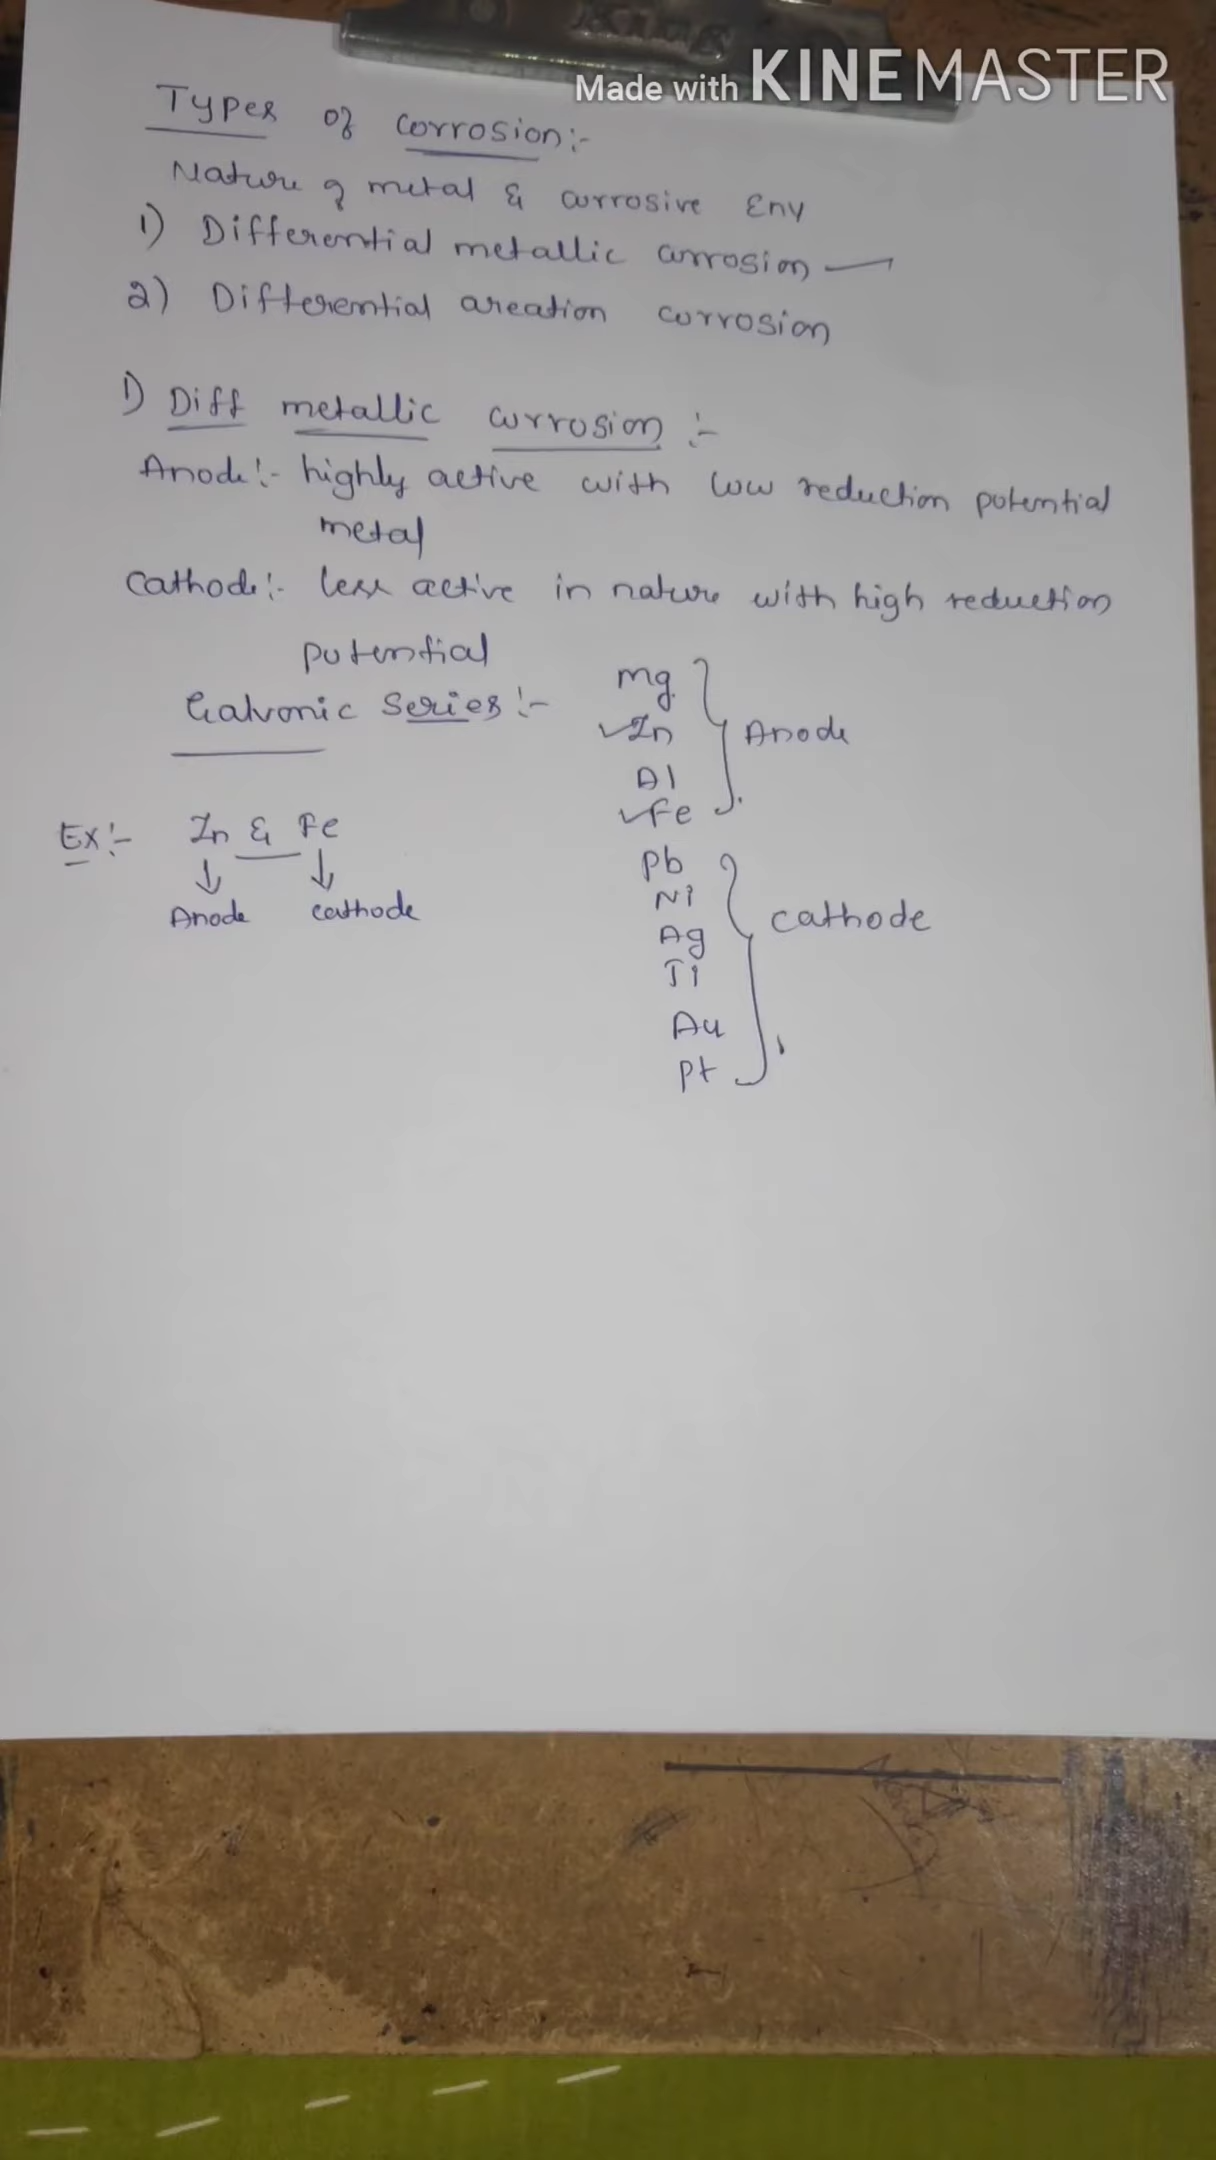 King
Made with KINEMASTER
Types of corrosion:-
Nature of metal & corrosive Env
1) Differential metallic corrosion
2) Differential areation corrosion
1) Diff metallic corrosion :-
Anode:- highly active with low reduction potential
metal
Cathode:- less active in nature with high reduction
potential
Galvonic Series:-
Mg
Zn
Al
Fe
Anode
Ex:- Zn & Fe
Anode cathode
Pb
Ni
Ag
Ti
Au
Pt
Cathode